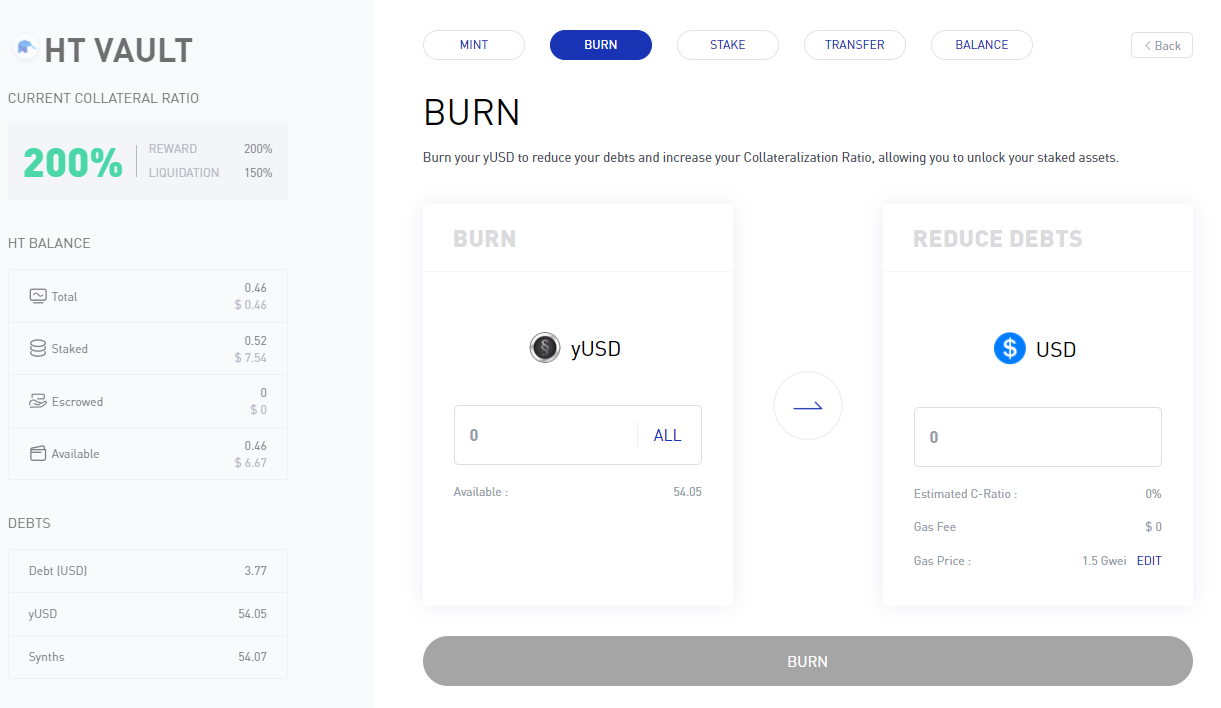 HT VAULT
CURRENT COLLATERAL RATIO
200%
REWARD 200%
LIQUIDATION 150%
HT BALANCE
Total 0.46
$ 0.46
Staked 0.52
$ 7.54
Escrowed 0
$ 0
Available 0.46
$ 6.67
DEBTS
Debt (USD) 3.77
yUSD 54.05
Synths 54.07
MINT BURN STAKE TRANSFER BALANCE < Back
BURN
Burn your yUSD to reduce your debts and increase your Collateralization Ratio, allowing you to unlock your staked assets.
BURN
yUSD
0 ALL
Available : 54.05
REDUCE DEBTS
$ USD
0
Estimated C-Ratio : 0%
Gas Fee $ 0
Gas Price : 1.5 Gwei EDIT
BURN